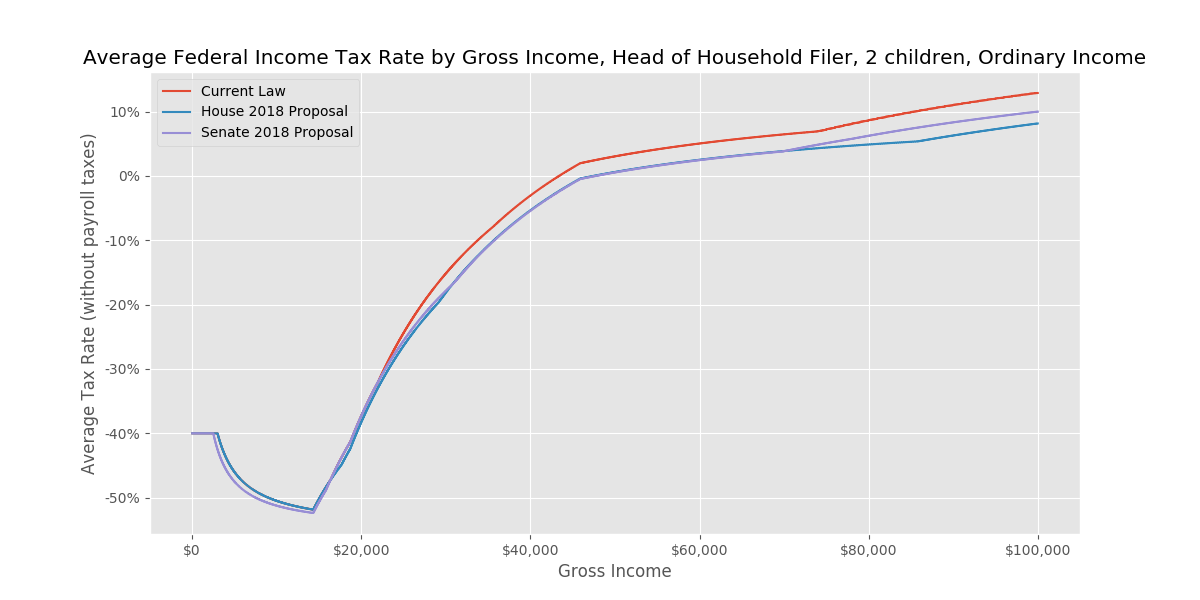 Average Federal Income Tax Rate by Gross Income, Head of Household Filer, 2 children, Ordinary Income
Current Law
House 2018 Proposal
Senate 2018 Proposal
10%
0%
-10%
-20%
-30%
-40%
-50%
Average Tax Rate (without payroll taxes)
$0
$20,000
$40,000
$60,000
$80,000
$100,000
Gross Income